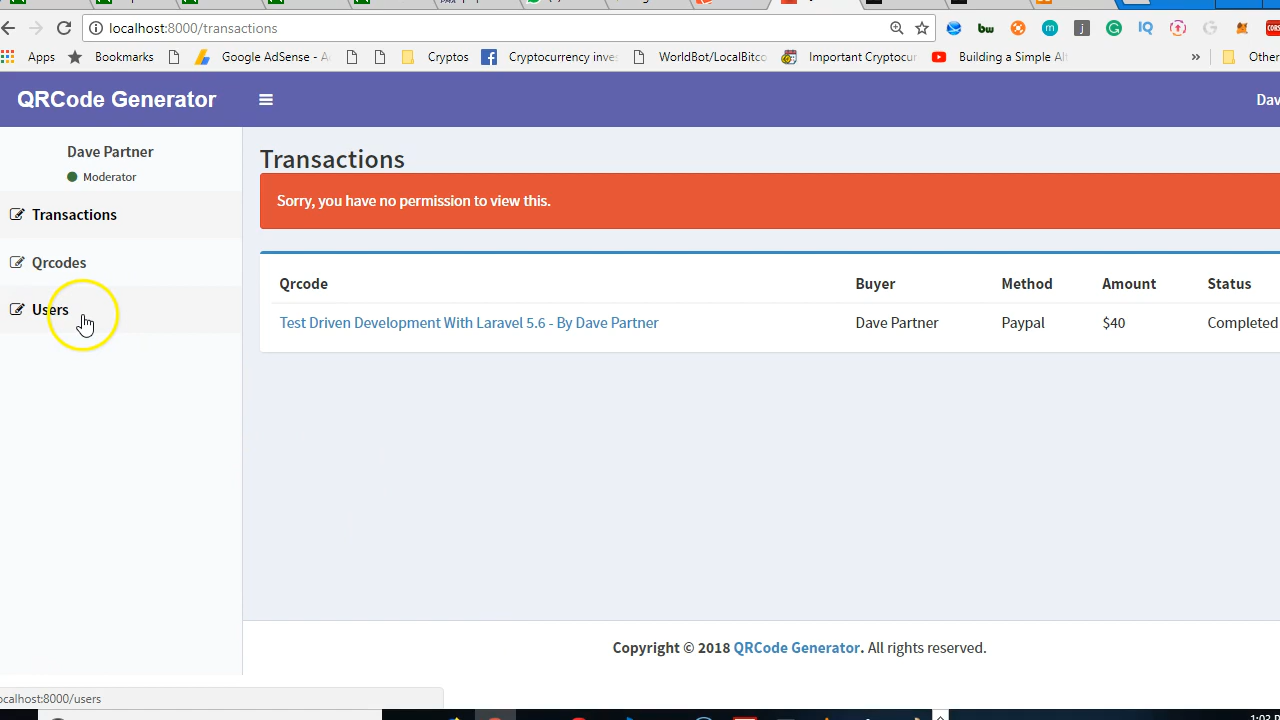 localhost:8000/transactions
Apps Bookmarks Google AdSense - A Cryptos Cryptocurrency inve WorldBot/LocalBitco Important Cryptocur Building a Simple Alt » Other
QRCode Generator
Dav
Dave Partner
Moderator
Transactions
Qrcodes
Users
Transactions
Sorry, you have no permission to view this.
Qrcode Buyer Method Amount Status
Test Driven Development With Laravel 5.6 - By Dave Partner Dave Partner Paypal $40 Completed
Copyright © 2018 QRCode Generator. All rights reserved.
ocalhost:8000/users